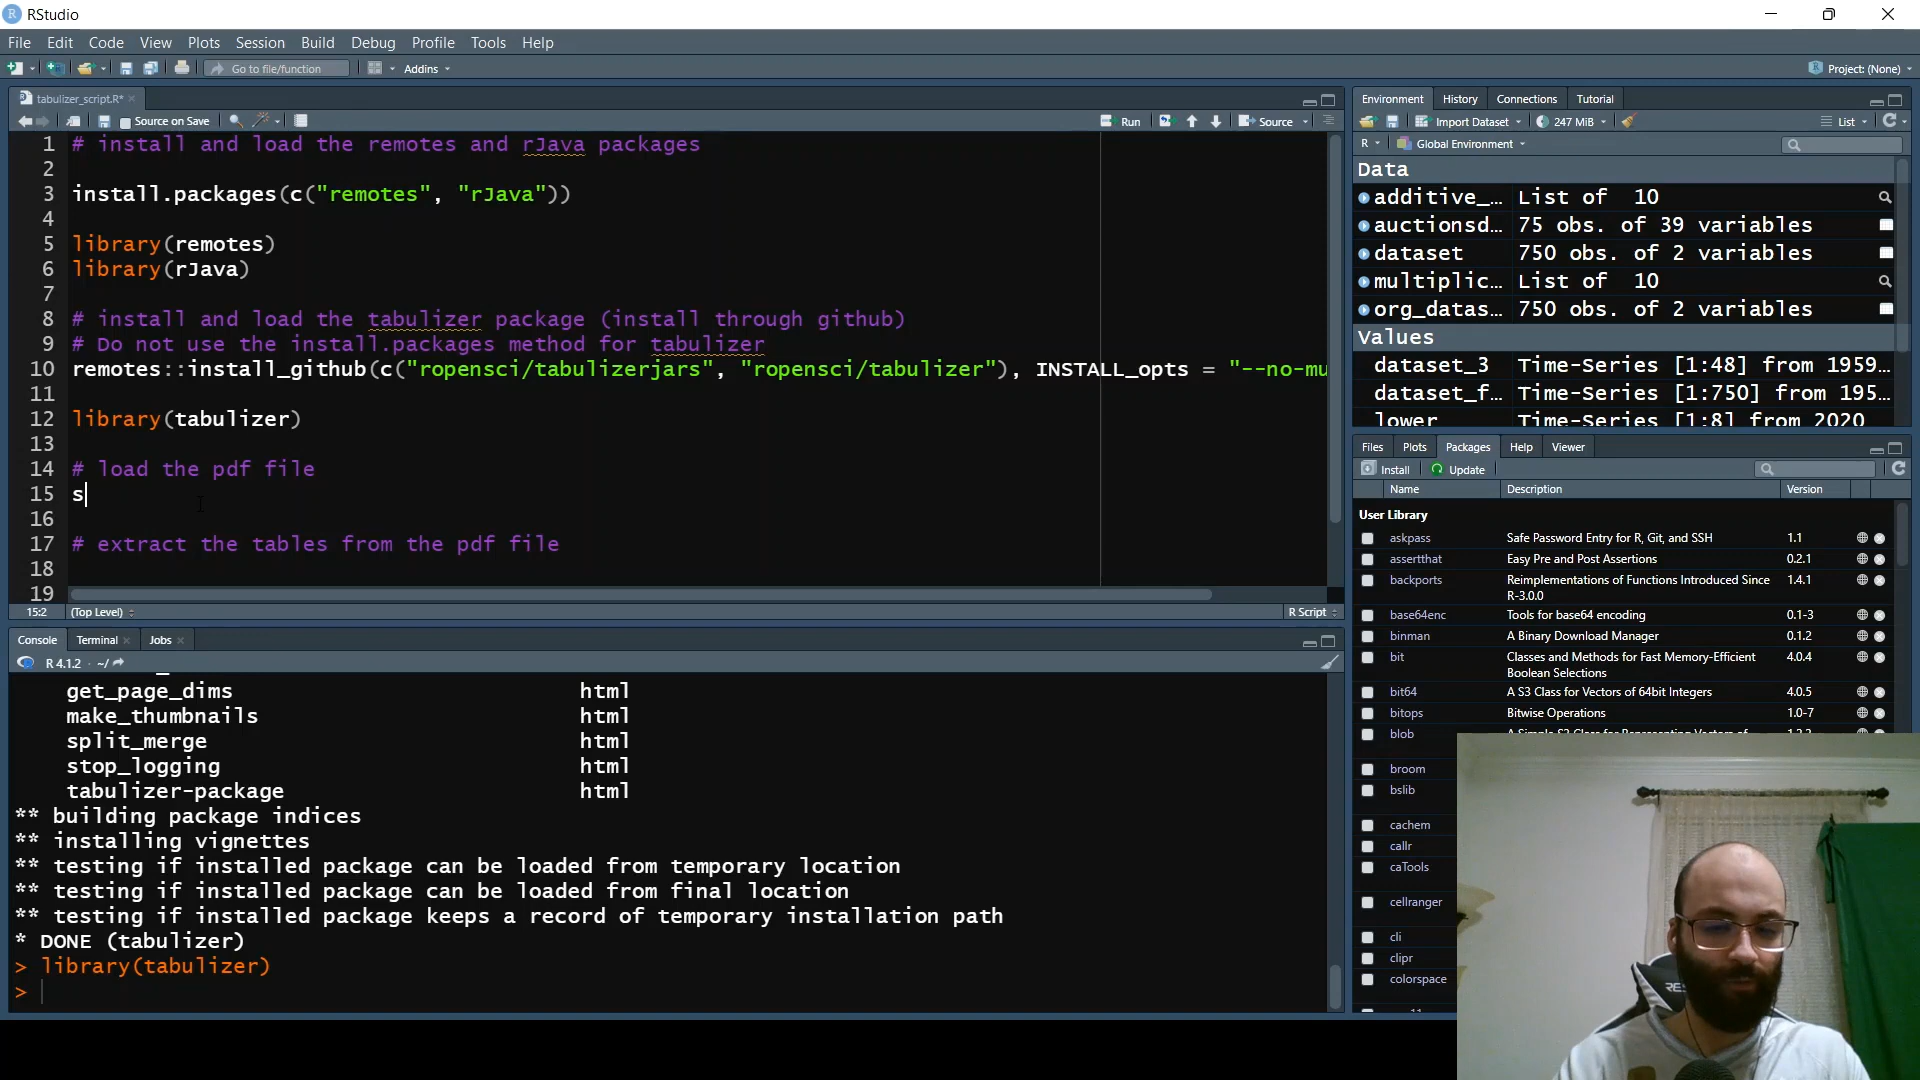 RStudio
File Edit Code View Plots Session Build Debug Profile Tools Help
Go to file/function Addins Project: (None)
tabulizer_script.R*
Source on Save Run Source
1 # install and load the remotes and rJava packages
2
3 install.packages(c("remotes", "rJava"))
4
5 library(remotes)
6 library(rJava)
7
8 # install and load the tabulizer package (install through github)
9 # Do not use the install.packages method for tabulizer
10 remotes::install_github(c("ropensci/tabulizerjars", "ropensci/tabulizer"), INSTALL_opts = "--no-mu
11
12 library(tabulizer)
13
14 # load the pdf file
15 s
16
17 # extract the tables from the pdf file
18
19
15:2 (Top Level) R Script
Console Terminal Jobs
R 4.1.2 · ~/
get_page_dims html
make_thumbnails html
split_merge html
stop_logging html
tabulizer-package html
** building package indices
** installing vignettes
** testing if installed package can be loaded from temporary location
** testing if installed package can be loaded from final location
** testing if installed package keeps a record of temporary installation path
* DONE (tabulizer)
> library(tabulizer)
>
Environment History Connections Tutorial
Import Dataset 247 MiB List
R Global Environment
Data
additive_... List of 10
auctionsd... 75 obs. of 39 variables
dataset 750 obs. of 2 variables
multiplic... List of 10
org_datas... 750 obs. of 2 variables
Values
dataset_3 Time-Series [1:48] from 1959...
dataset_f... Time-Series [1:750] from 195...
lower Time-Series [1:8] from 2020
Files Plots Packages Help Viewer
Install Update
Name Description Version
User Library
askpass Safe Password Entry for R, Git, and SSH 1.1
assertthat Easy Pre and Post Assertions 0.2.1
backports Reimplementations of Functions Introduced Since 1.4.1
R-3.0.0
base64enc Tools for base64 encoding 0.1-3
binman A Binary Download Manager 0.1.2
bit Classes and Methods for Fast Memory-Efficient 4.0.4
Boolean Selections
bit64 A S3 Class for Vectors of 64bit Integers 4.0.5
bitops Bitwise Operations 1.0-7
blob
broom
bslib
cachem
callr
caTools
cellranger
cli
clipr
colorspace